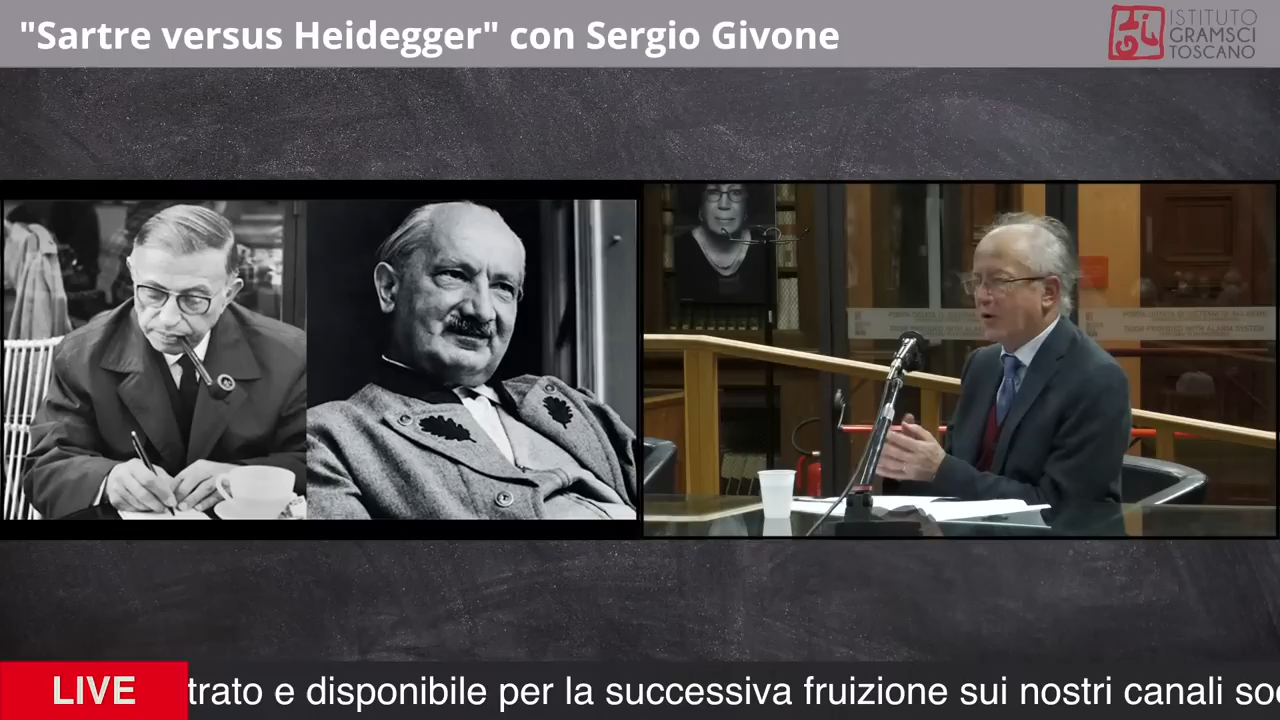 "Sartre versus Heidegger" con Sergio Givone
ISTITUTO
GRAMSCI
TOSCANO
LIVE
trato e disponibile per la successiva fruizione sui nostri canali soc